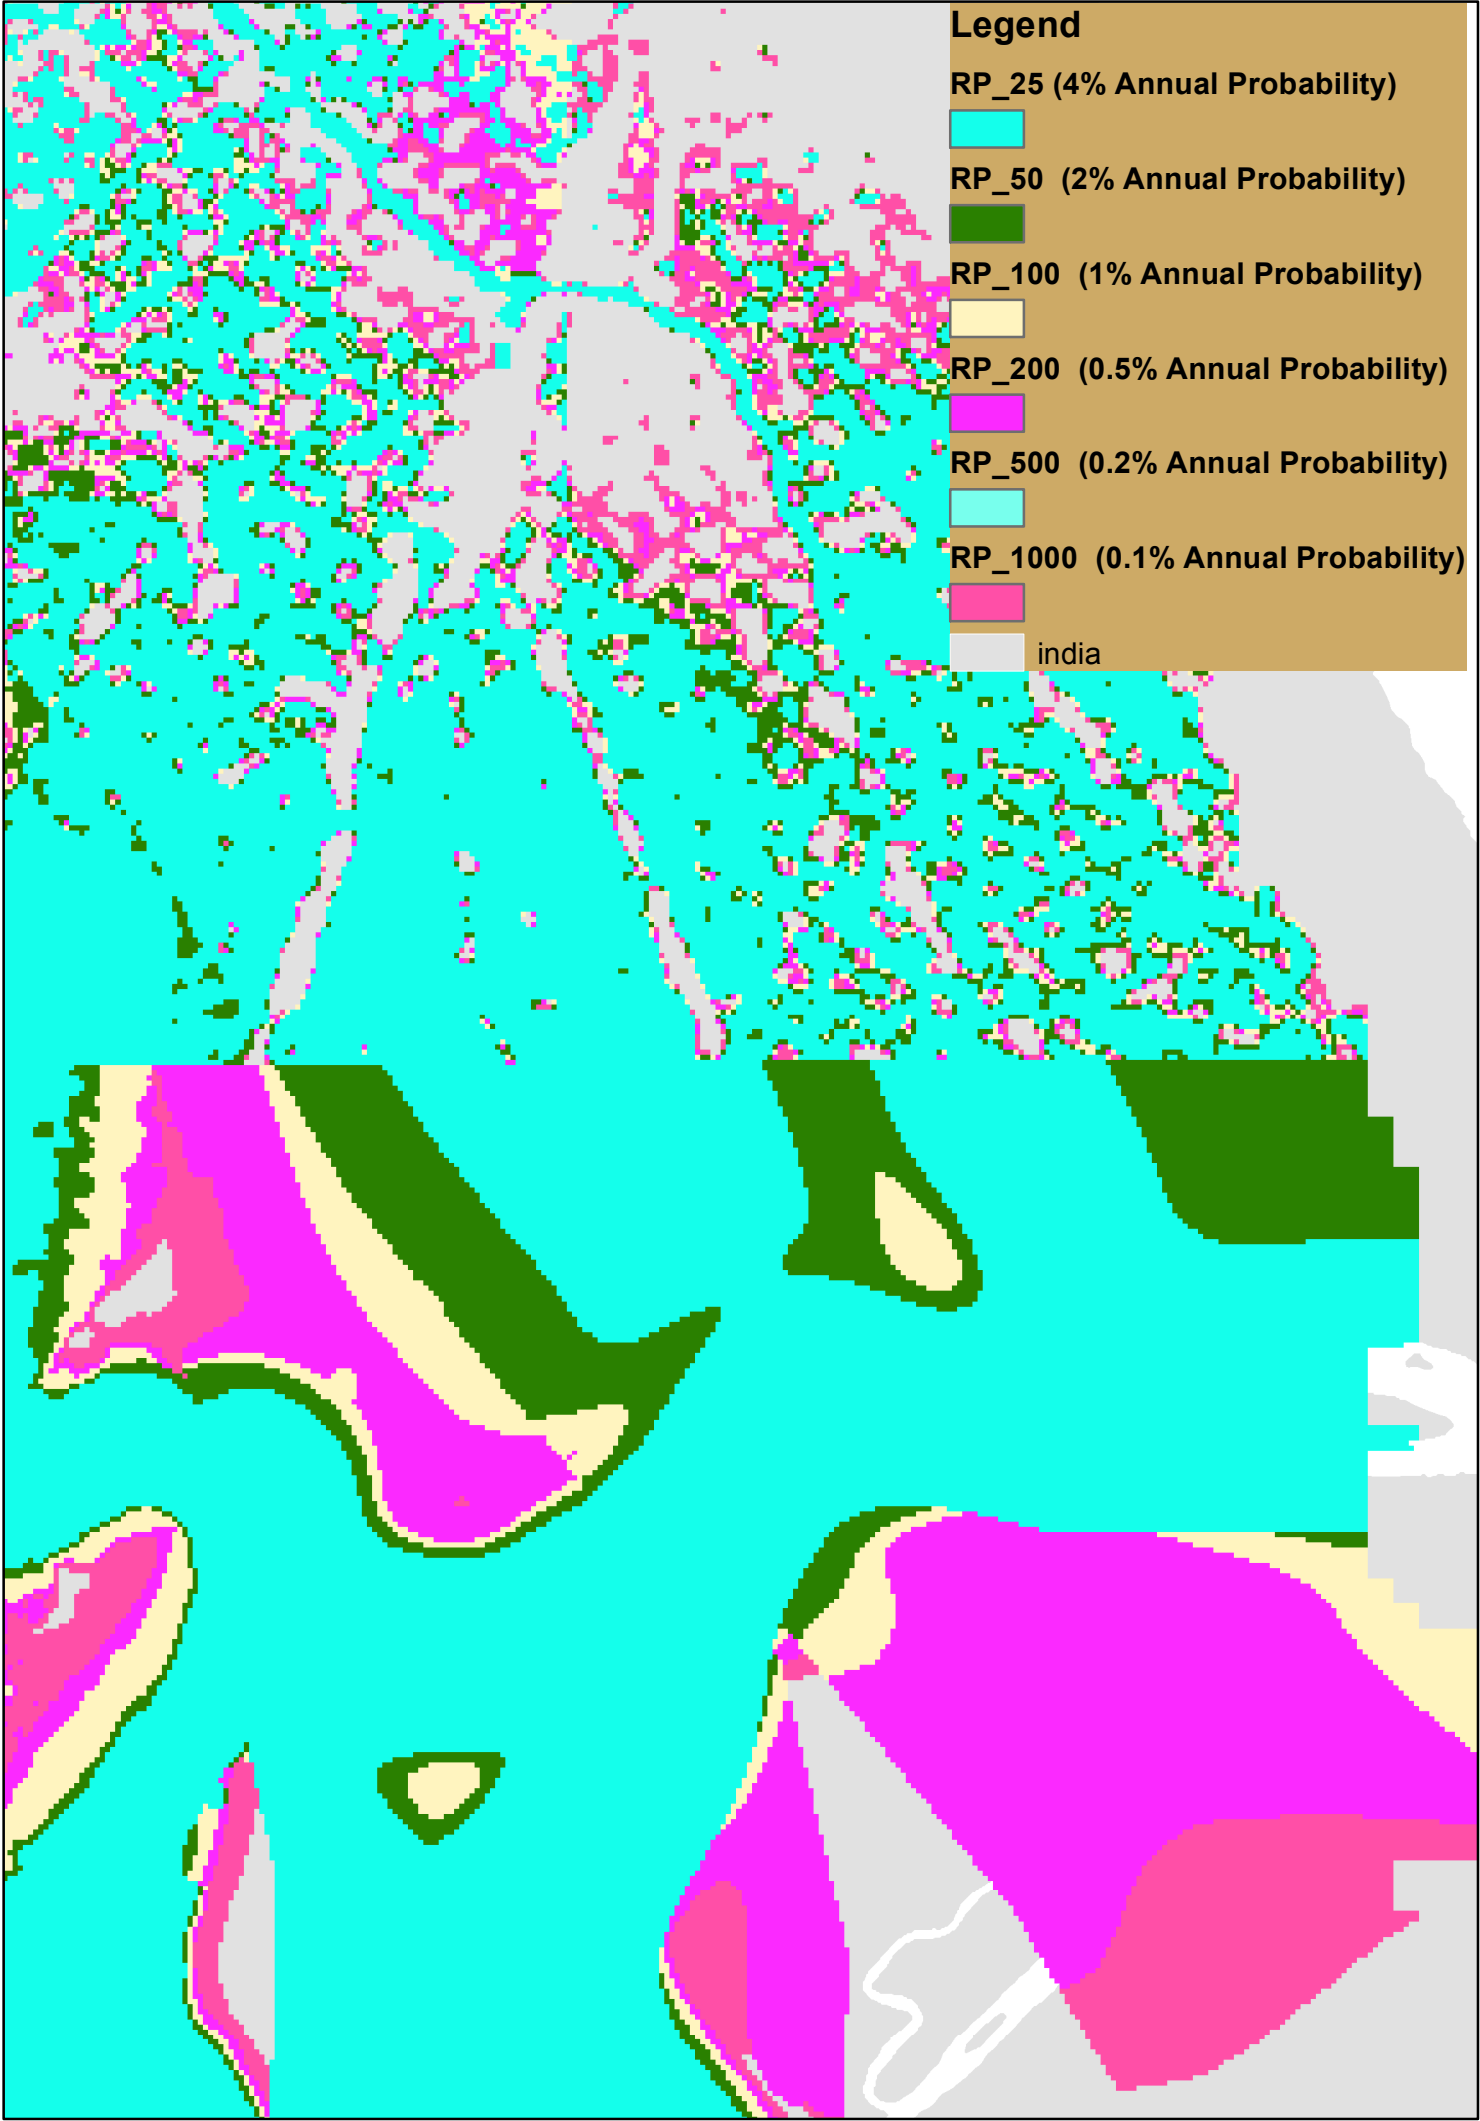 Legend
RP_25 (4% Annual Probability)
RP_50 (2% Annual Probability)
RP_100 (1% Annual Probability)
RP_200 (0.5% Annual Probability)
RP_500 (0.2% Annual Probability)
RP_1000 (0.1% Annual Probability)
india